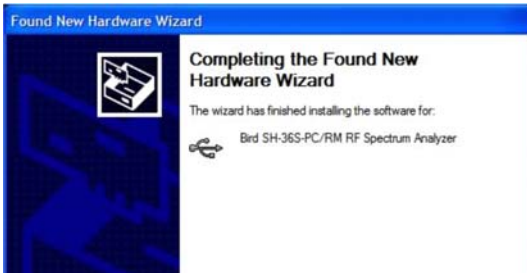 Found New Hardware Wizard
Completing the Found New
Hardware Wizard
The wizard has finished installing the software for:
Bird SH-36S-PC/RM RF Spectrum Analyzer